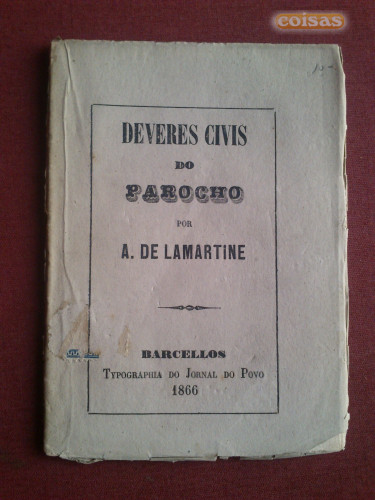 coisas
DEVERES CIVIS
DO
PAROCHO
POR
A. DE LAMARTINE
BARCELLOS
TYPOGRAPHIA DO JORNAL DO POVO
1866